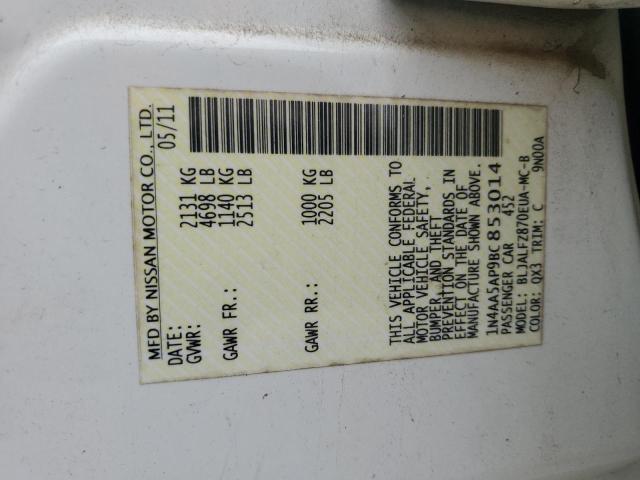 MFD BY NISSAN MOTOR CO., LTD.
DATE: 05/11
GVWR: 2131 KG
4698 LB
GAWR FR.: 1140 KG
2513 LB
GAWR RR.: 1000 KG
2205 LB
THIS VEHICLE CONFORMS TO
ALL APPLICABLE FEDERAL
MOTOR VEHICLE SAFETY,
BUMPER, AND THEFT
PREVENTION STANDARDS IN
EFFECT ON THE DATE OF
MANUFACTURE SHOWN ABOVE.
1N4AA5AP9BC853014
PASSENGER CAR 452
MODEL: BLJALFZ870EUA-MC-B
COLOR: QX3 TRIM: C 9N00A